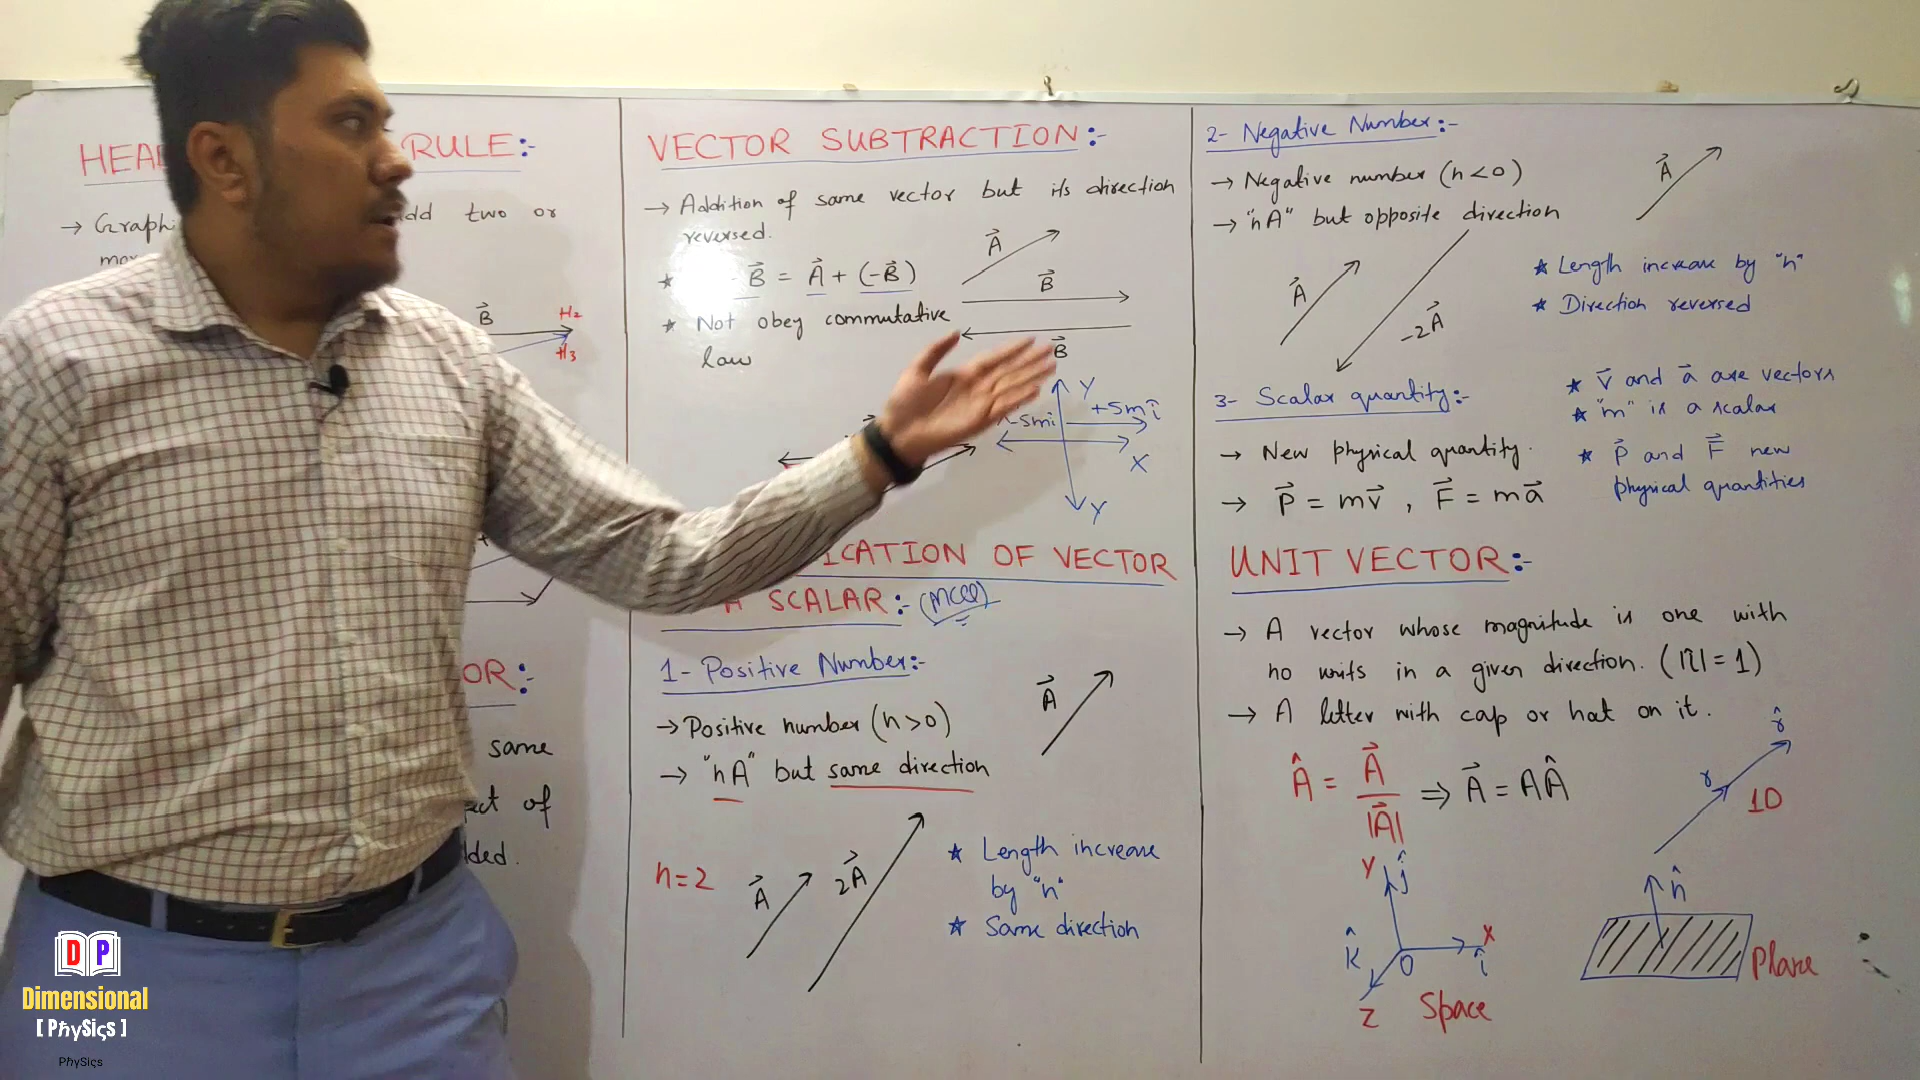 RULE:-
→ Graphi
add two or
B⃗
H₂
H₃
OR:-
same
ect of
lded.
VECTOR SUBTRACTION:-
→ Addition of same vector but its direction
reversed.
* B⃗ = A⃗ + (-B⃗)
* Not obey commutative
law
A⃗
B⃗
B⃗
Y
-5mî
+5mî
X
Y
ICATION OF VECTOR
A SCALAR:- (MCQ)
1- Positive Number:-
→ Positive number (n>0)
→ "nA" but same direction
A⃗
n=2
A⃗
2A⃗
* Length increase
by "n"
* Same direction
2- Negative Number:-
→ Negative number (n<0)
→ "nA" but opposite direction
A⃗
A⃗
-2A⃗
* Length increase by "n"
* Direction reversed
3- Scalar quantity:-
→ New physical quantity.
→ P⃗ = mv⃗ , F⃗ = ma⃗
* v⃗ and a⃗ are vectors
* "m" is a scalar
* P⃗ and F⃗ new
physical quantities
UNIT VECTOR:-
→ A vector whose magnitude is one with
no units in a given direction. (|n̂| = 1)
→ A letter with cap or hat on it.
Â = A⃗/|A⃗| ⇒ A⃗ = AÂ
r̂
r
1D
Y
ĵ
X
î
k̂
O
Z
Space
n̂
Plane
D P
Dimensional
[ PhySiçs ]
PhySiçs